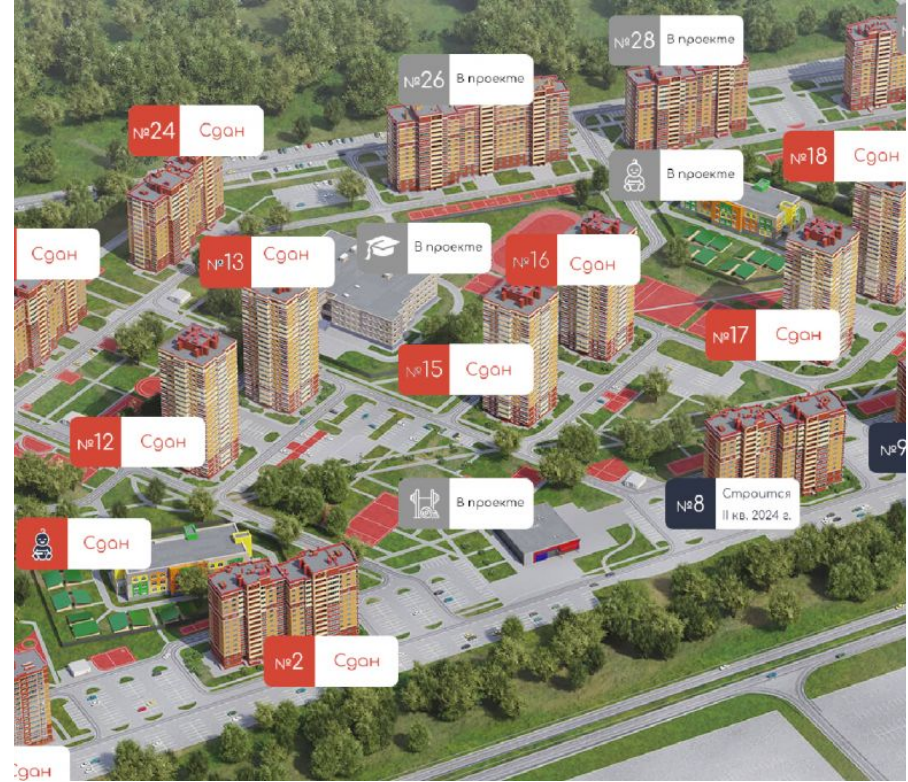 №28 В проекте
№26 В проекте
№24 Сдан
№18 Сдан
В проекте
Сдан
№13 Сдан
В проекте
№16 Сдан
№17 Сдан
№15 Сдан
№12 Сдан
№9
№8 Строится
II кв. 2024 г.
В проекте
Сдан
№2 Сдан
Сдан